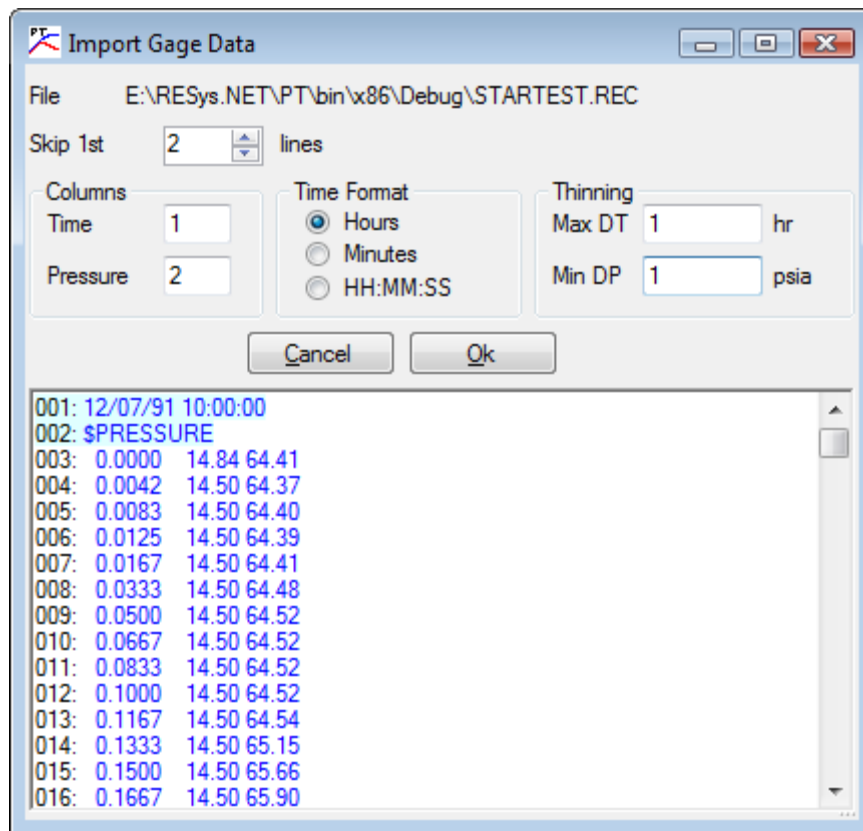 PT Import Gage Data
File E:\RESys.NET\PT\bin\x86\Debug\STARTEST.REC
Skip 1st 2 lines
Columns
Time 1
Pressure 2
Time Format
Hours
Minutes
HH:MM:SS
Thinning
Max DT 1 hr
Min DP 1 psia
Cancel Ok
001: 12/07/91 10:00:00
002: $PRESSURE
003: 0.0000 14.84 64.41
004: 0.0042 14.50 64.37
005: 0.0083 14.50 64.40
006: 0.0125 14.50 64.39
007: 0.0167 14.50 64.41
008: 0.0333 14.50 64.48
009: 0.0500 14.50 64.52
010: 0.0667 14.50 64.52
011: 0.0833 14.50 64.52
012: 0.1000 14.50 64.52
013: 0.1167 14.50 64.54
014: 0.1333 14.50 65.15
015: 0.1500 14.50 65.66
016: 0.1667 14.50 65.90